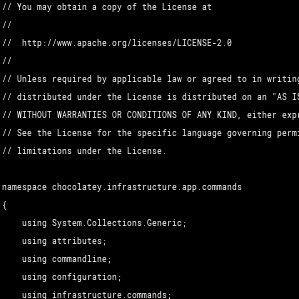 // You may obtain a copy of the License at
//
//  http://www.apache.org/licenses/LICENSE-2.0
//
// Unless required by applicable law or agreed to in writing
// distributed under the License is distributed on an "AS IS
// WITHOUT WARRANTIES OR CONDITIONS OF ANY KIND, either expr
// See the License for the specific language governing permi
// limitations under the License.

namespace chocolatey.infrastructure.app.commands
{
    using System.Collections.Generic;
    using attributes;
    using commandline;
    using configuration;
    using infrastructure.commands;